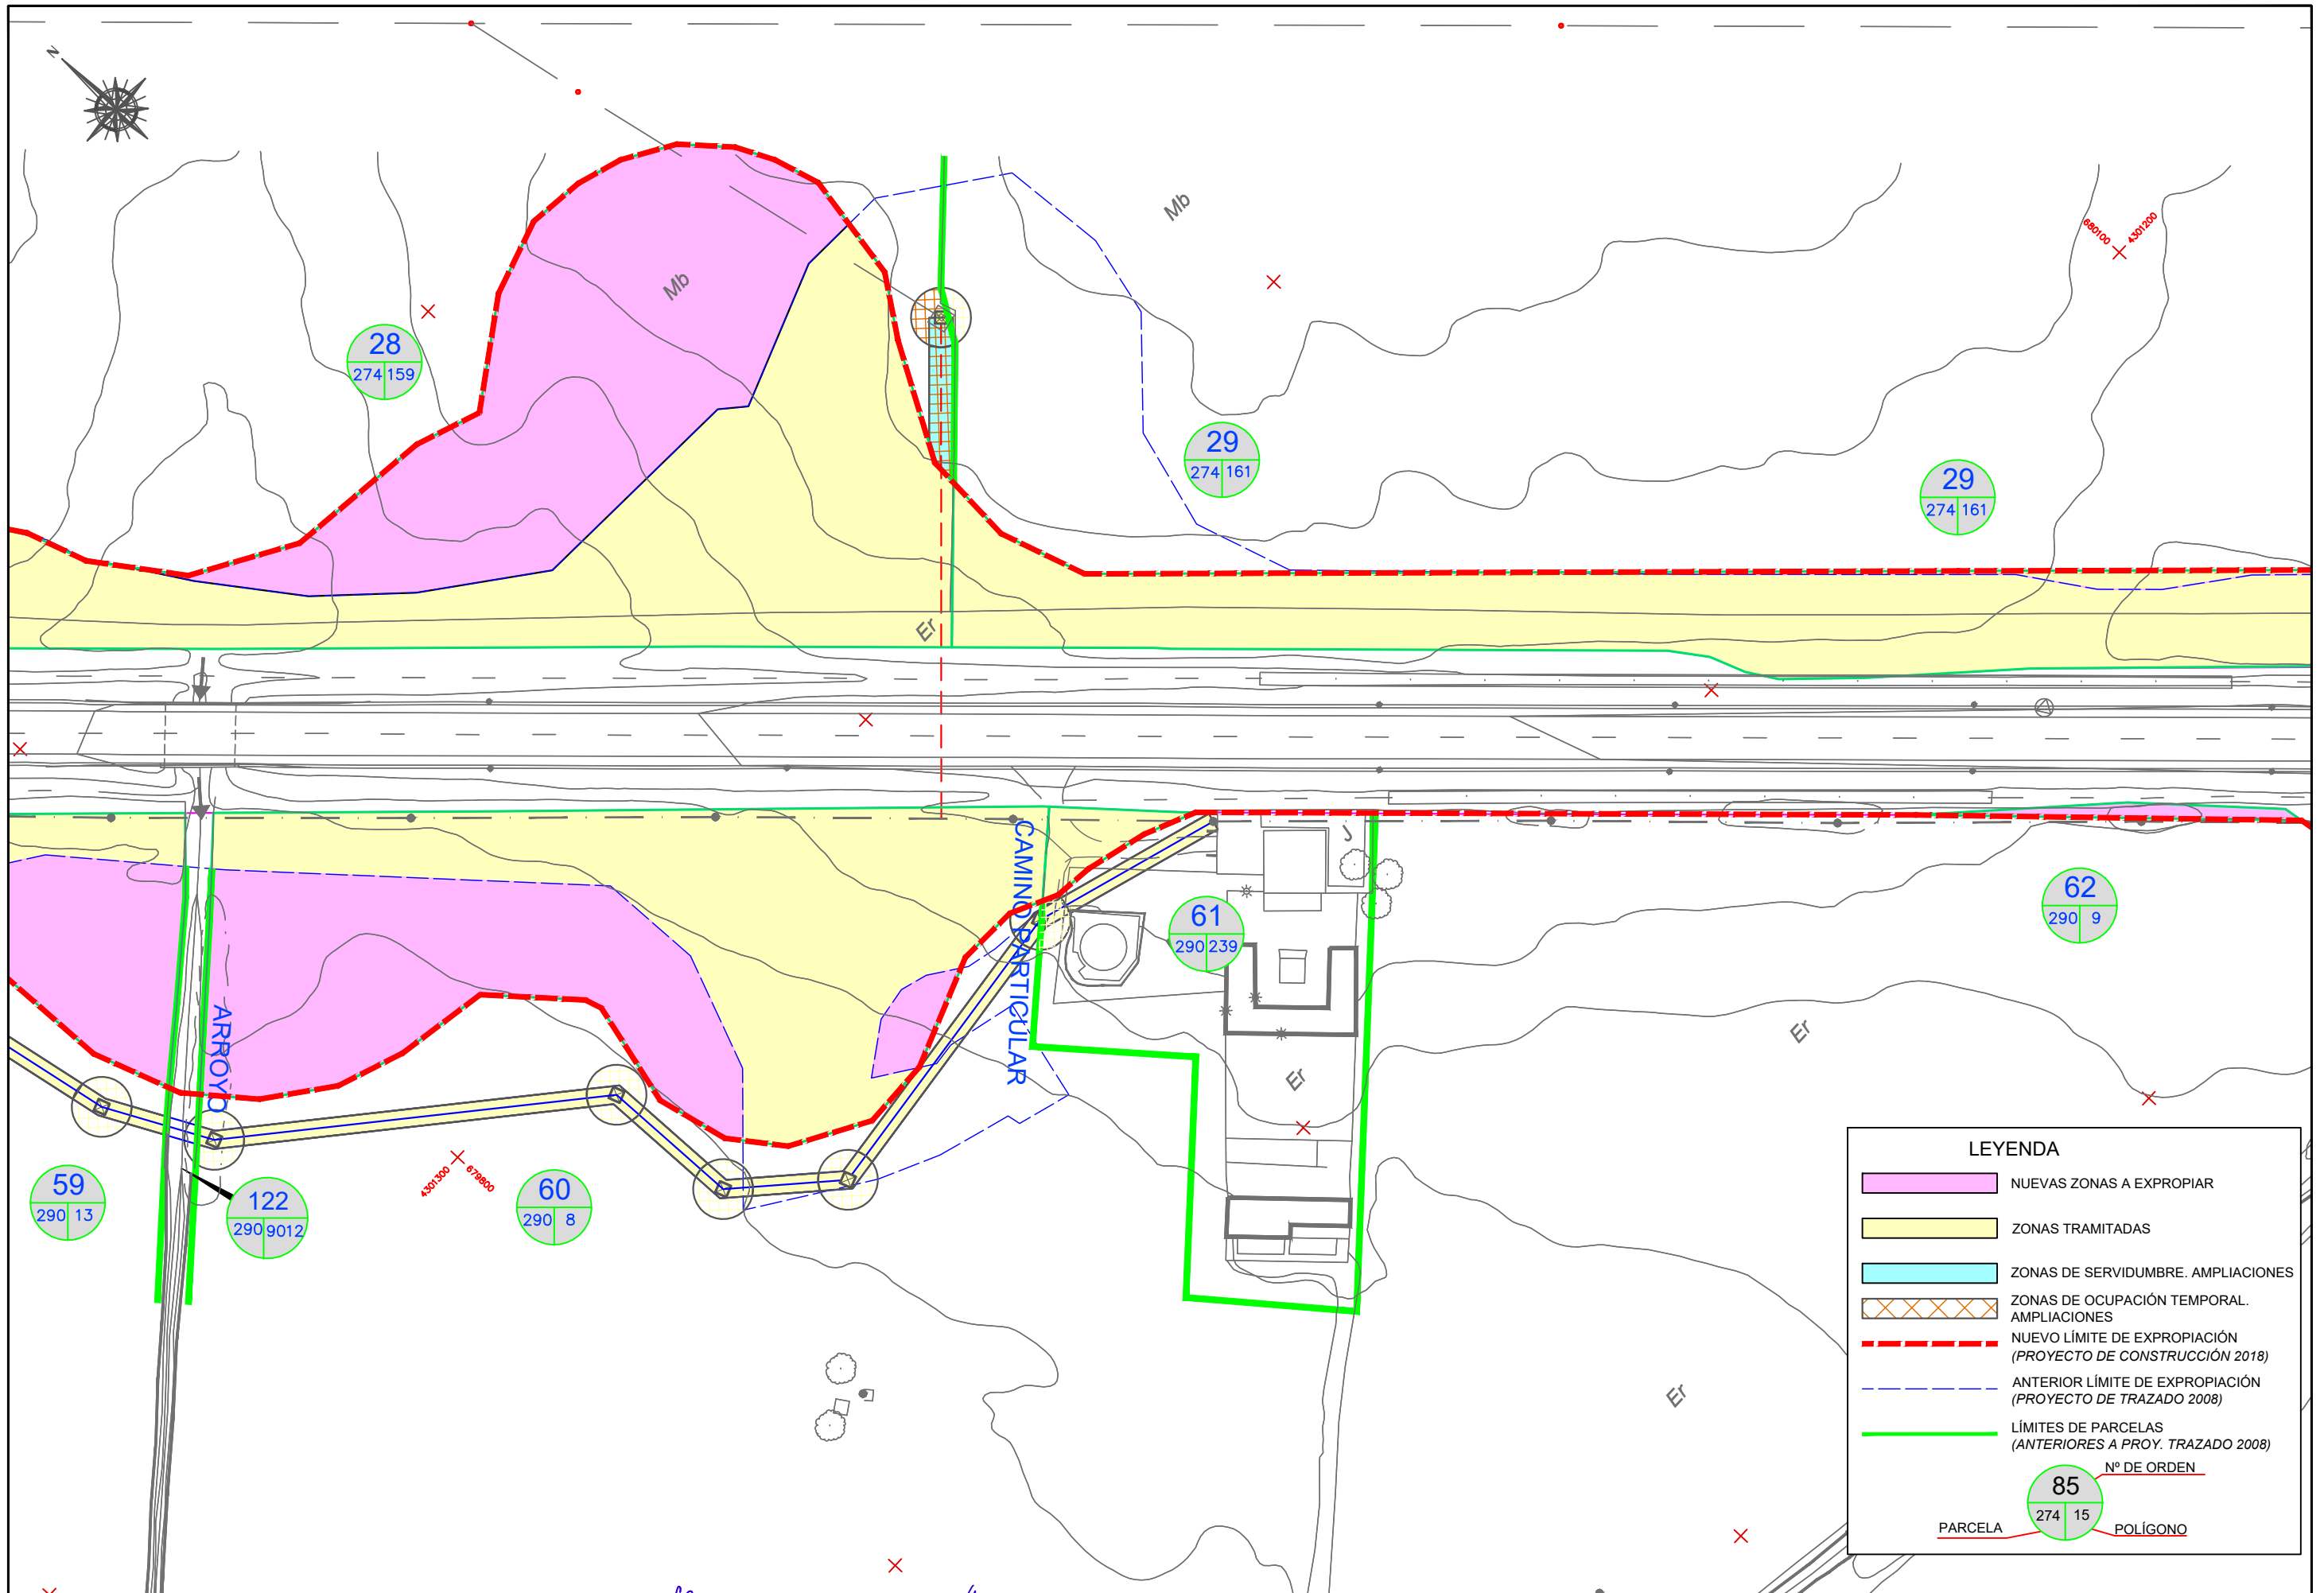 N
Mb
680100
4301200
Mb
28
274 159
29
274 161
29
274 161
Er
CAMINO PARTICULAR
J
61
290 239
62
290 9
ARROYO
Er
Er
59
290 13
122
290 9012
4301300
679800
60
290 8
Er
LEYENDA
NUEVAS ZONAS A EXPROPIAR
ZONAS TRAMITADAS
ZONAS DE SERVIDUMBRE. AMPLIACIONES
ZONAS DE OCUPACIÓN TEMPORAL.
AMPLIACIONES
NUEVO LÍMITE DE EXPROPIACIÓN
(PROYECTO DE CONSTRUCCIÓN 2018)
ANTERIOR LÍMITE DE EXPROPIACIÓN
(PROYECTO DE TRAZADO 2008)
LÍMITES DE PARCELAS
(ANTERIORES A PROY. TRAZADO 2008)
Nº DE ORDEN
85
274 15
PARCELA
POLÍGONO